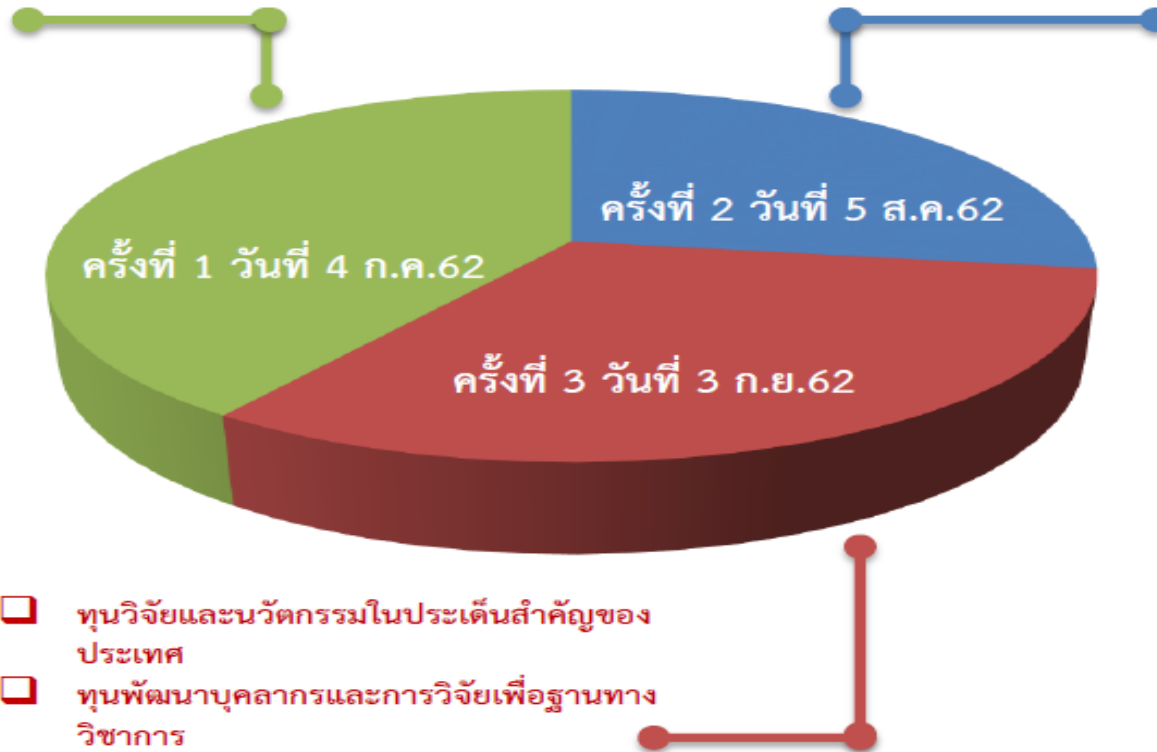 ครั้งที่ 2 วันที่ 5 ส.ค.62
ครั้งที่ 1 วันที่ 4 ก.ค.62
ครั้งที่ 3 วันที่ 3 ก.ย.62
ทุนวิจัยและนวัตกรรมในประเด็นสำคัญของ
ประเทศ
ทุนพัฒนาบุคลากรและการวิจัยเพื่อฐานทาง
วิชาการ